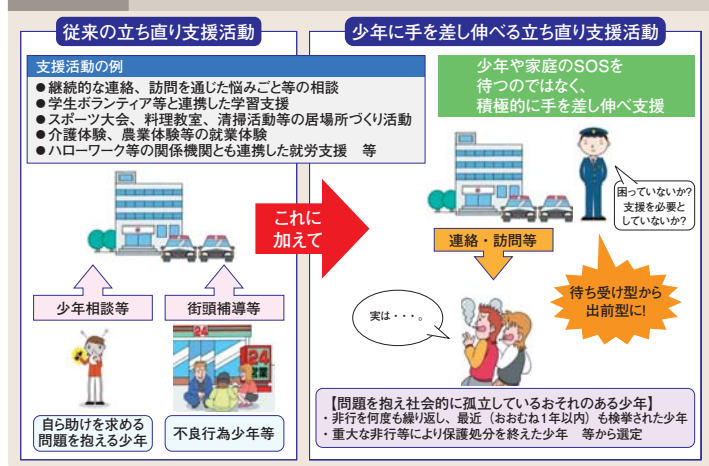 従来の立ち直り支援活動
支援活動の例
●継続的な連絡、訪問を通じた悩みごと等の相談
●学生ボランティア等と連携した学習支援
●スポーツ大会、料理教室、清掃活動等の居場所づくり活動
●介護体験、農業体験等の就業体験
●ハローワーク等の関係機関とも連携した就労支援 等
少年相談等
街頭補導等
24
24
営業
自ら助けを求める
問題を抱える少年
不良行為少年等
これに
加えて
少年に手を差し伸べる立ち直り支援活動
少年や家庭のSOSを
待つのではなく、
積極的に手を差し伸べ支援
困っていないか?
支援を必要と
していないか?
連絡・訪問等
待ち受け型から
出前型に!
実は・・・。
【問題を抱え社会的に孤立しているおそれのある少年】
・非行を何度も繰り返し、最近（おおむね1年以内）も検挙された少年
・重大な非行等により保護処分を終えた少年 等から選定